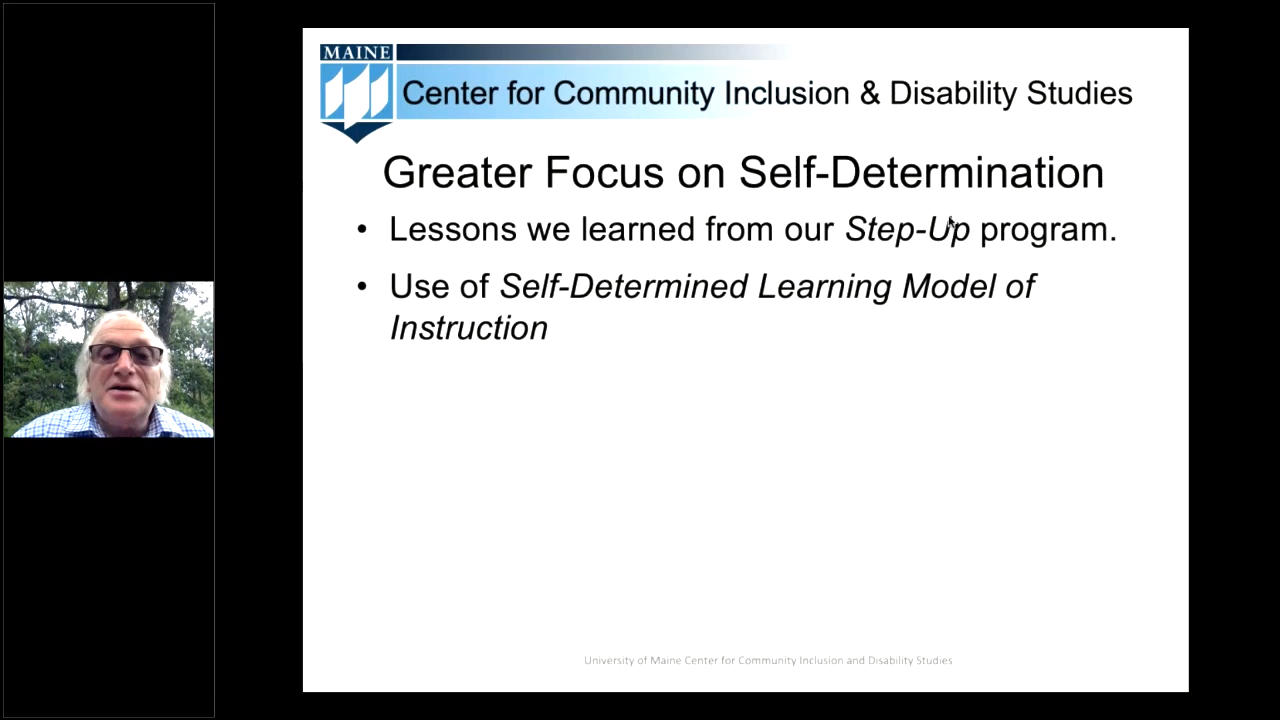 MAINE
Center for Community Inclusion & Disability Studies
Greater Focus on Self-Determination
• Lessons we learned from our Step-Up program.
• Use of Self-Determined Learning Model of
Instruction
University of Maine Center for Community Inclusion and Disability Studies